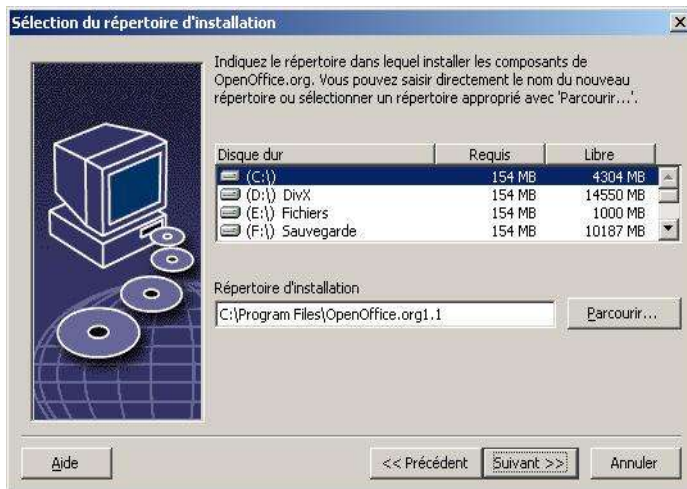 Sélection du répertoire d'installation
Indiquez le répertoire dans lequel installer les composants de
OpenOffice.org. Vous pouvez saisir directement le nom du nouveau
répertoire ou sélectionner un répertoire approprié avec 'Parcourir...'.
Disque dur Requis Libre
(C:\) 154 MB 4304 MB
(D:\) DivX 154 MB 14550 MB
(E:\) Fichiers 154 MB 1000 MB
(F:\) Sauvegarde 154 MB 10187 MB
Répertoire d'installation
C:\Program Files\OpenOffice.org1.1 Parcourir...
Aide << Précédent Suivant >> Annuler